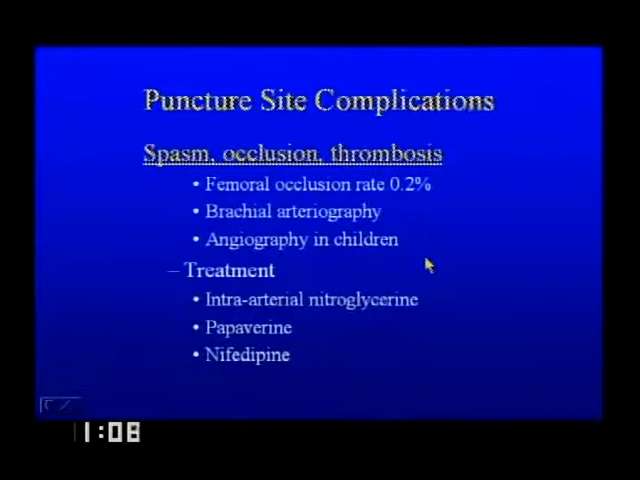 Puncture Site Complications
Spasm, occlusion, thrombosis
• Femoral occlusion rate 0.2%
• Brachial arteriography
• Angiography in children
– Treatment
• Intra-arterial nitroglycerine
• Papaverine
• Nifedipine
1:08